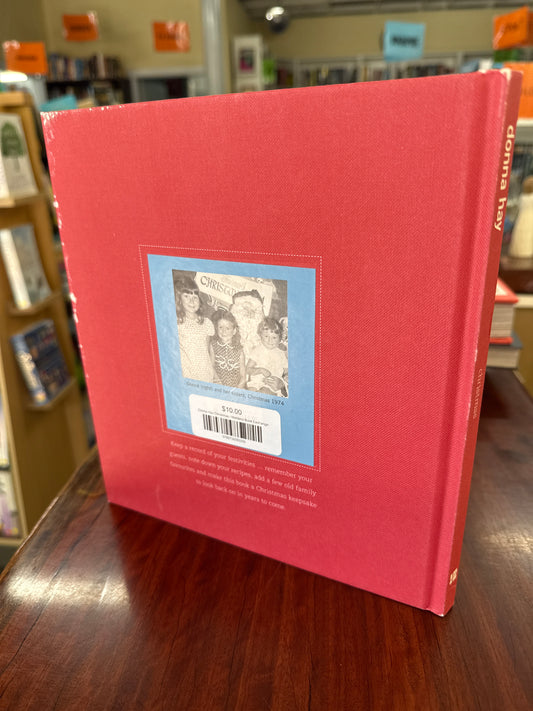 donna hay
christmas
CHRISTMA
Donna (right) and her sisters, Christmas 1974
$10.00
Keep a record of your festivities ... remember your
guests, note down your recipes, add a few old family
favourites and make this book a Christmas keepsake
to look back on in years to come.